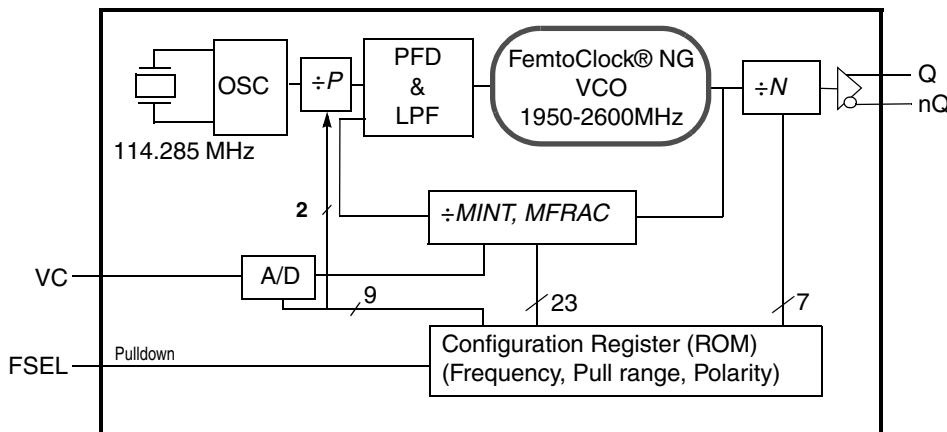 OSC
÷P
PFD
&
LPF
FemtoClock® NG
VCO
1950-2600MHz
÷N
Q
nQ
114.285 MHz
2
÷MINT, MFRAC
VC
A/D
9
23
7
FSEL
Pulldown
Configuration Register (ROM)
(Frequency, Pull range, Polarity)